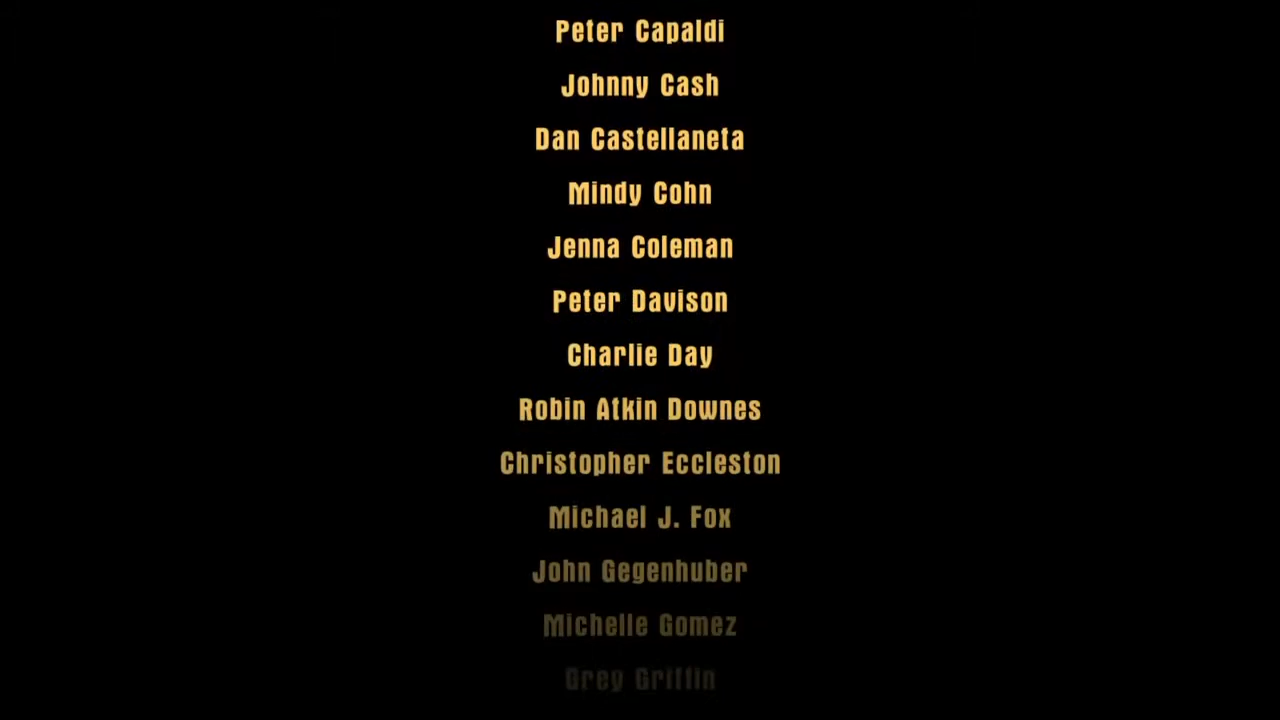 Peter Capaldi
Johnny Cash
Dan Castellaneta
Mindy Cohn
Jenna Coleman
Peter Davison
Charlie Day
Robin Atkin Downes
Christopher Eccleston
Michael J. Fox
John Gegenhuber
Michelle Gomez
Grey Griffin